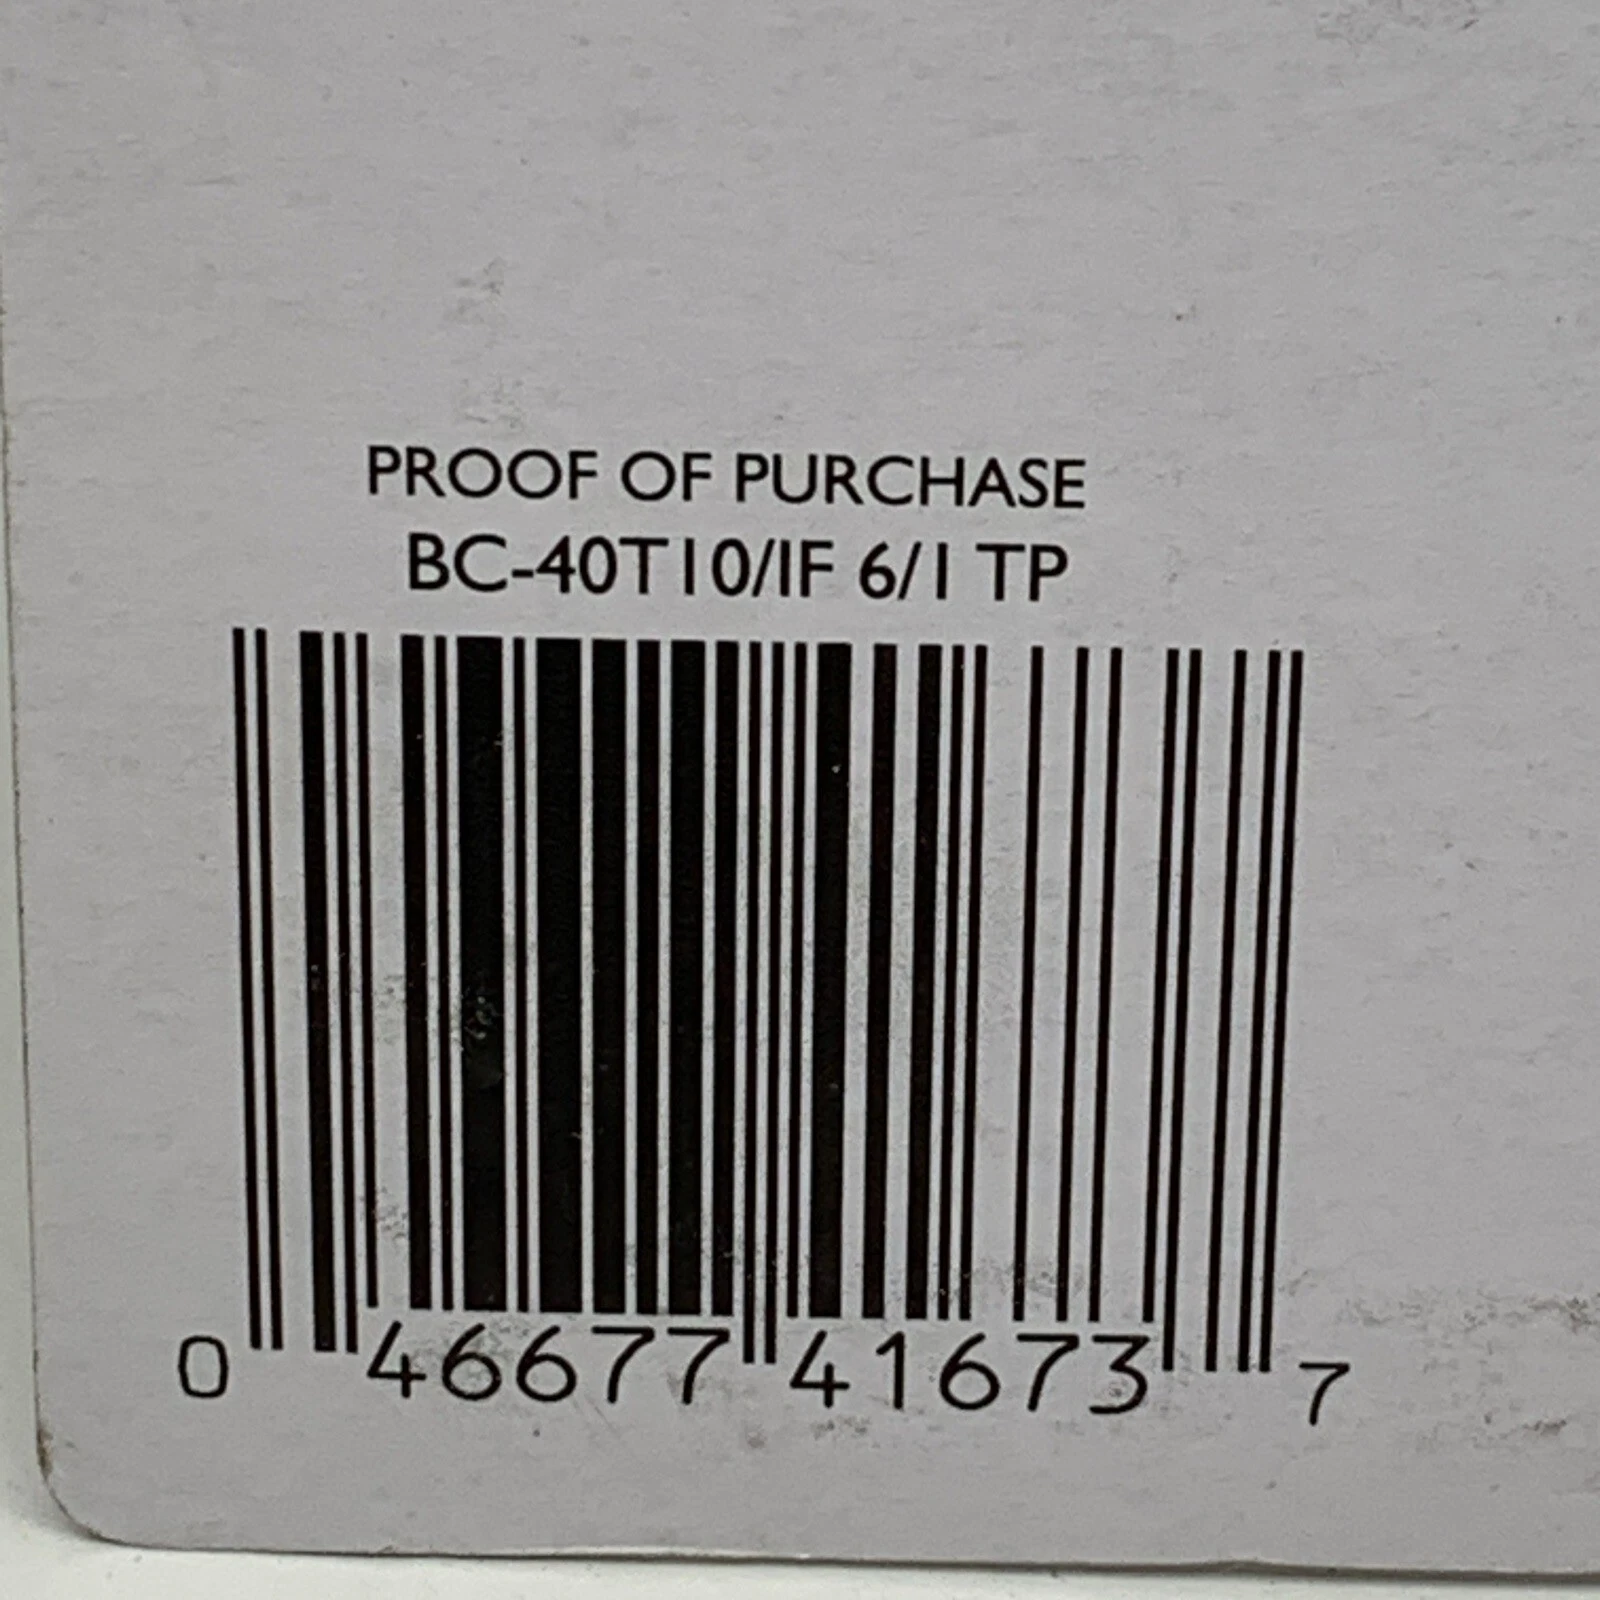 PROOF OF PURCHASE
BC-40T10/IF 6/1 TP
0 46677 41673 7